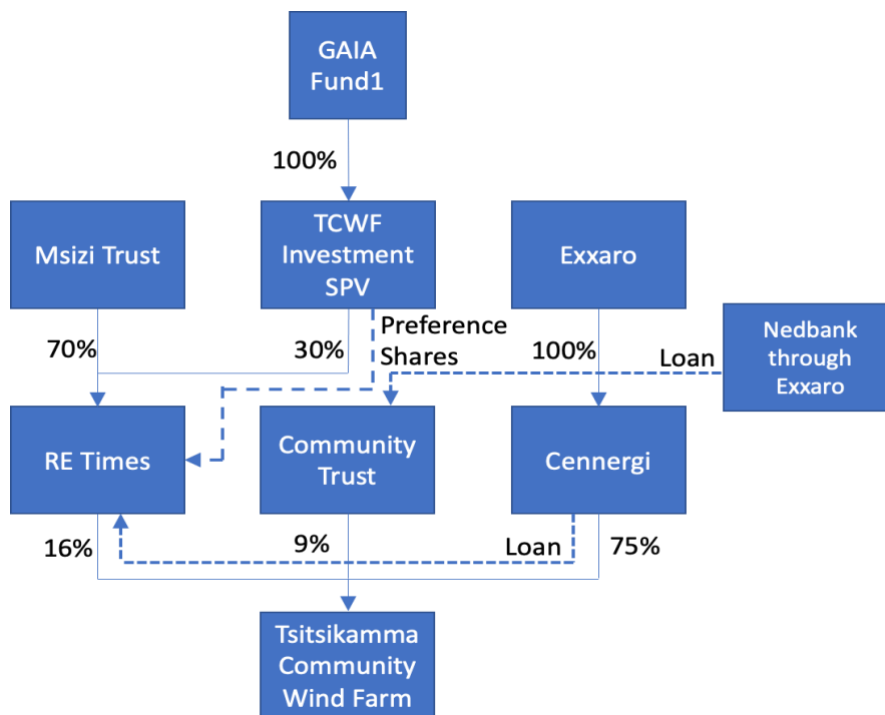 GAIA
Fund1
100%
Msizi Trust
TCWF
Investment
SPV
Exxaro
Preference
Shares
70%
30%
100%
Loan
Nedbank
through
Exxaro
RE Times
Community
Trust
Cennergi
16%
9%
Loan
75%
Tsitsikamma
Community
Wind Farm